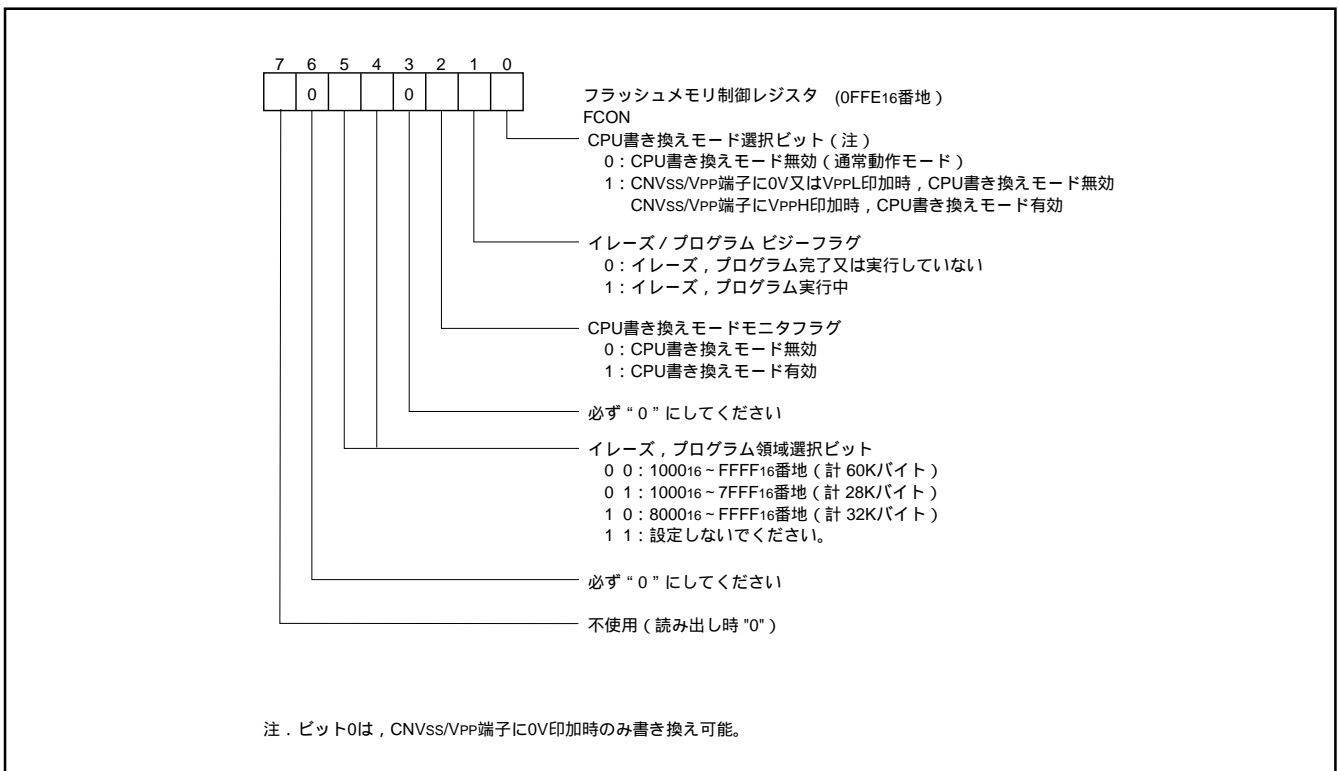 7 6 5 4 3 2 1 0
0 0
フラッシュメモリ制御レジスタ (0FFE16番地)
FCON
CPU書き換えモード選択ビット(注)
0:CPU書き換えモード無効(通常動作モード)
1:CNVSS/VPP端子に0V又はVPPL印加時,CPU書き換えモード無効
CNVSS/VPP端子にVPPH印加時,CPU書き換えモード有効
イレーズ/プログラム ビジーフラグ
0:イレーズ,プログラム完了又は実行していない
1:イレーズ,プログラム実行中
CPU書き換えモードモニタフラグ
0:CPU書き換えモード無効
1:CPU書き換えモード有効
必ず“0”にしてください
イレーズ,プログラム領域選択ビット
0 0:100016~FFFF16番地(計 60Kバイト)
0 1:100016~7FFF16番地(計 28Kバイト)
1 0:800016~FFFF16番地(計 32Kバイト)
1 1:設定しないでください。
必ず“0”にしてください
不使用(読み出し時 "0")
注.ビット0は,CNVSS/VPP端子に0V印加時のみ書き換え可能。